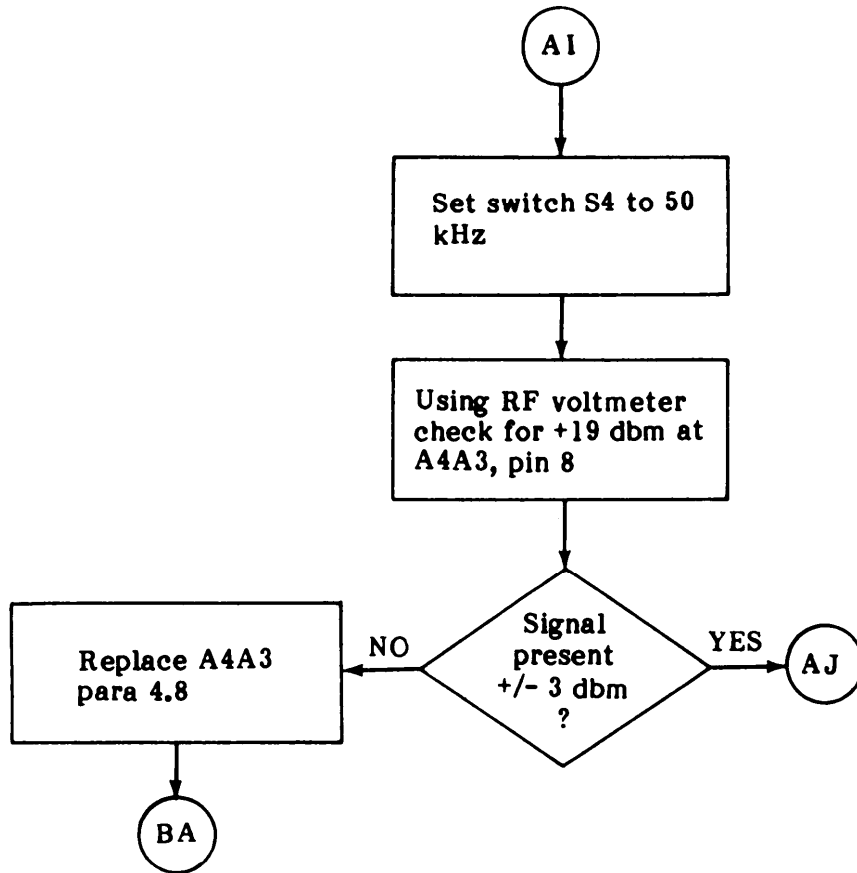 AI
Set switch S4 to 50
kHz
Using RF voltmeter
check for +19 dbm at
A4A3, pin 8
Signal
present
+/- 3 dbm
?
NO
YES
Replace A4A3
para 4.8
AJ
BA